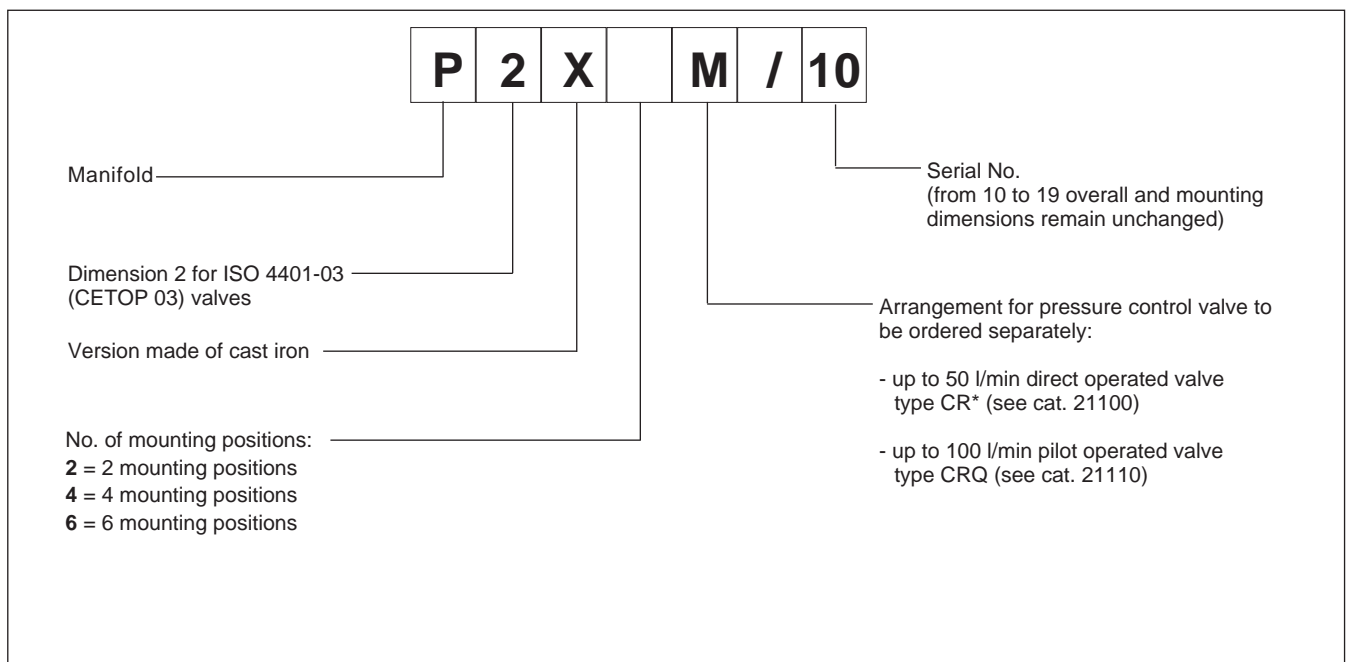 P 2 X M / 10
Manifold
Serial No.
(from 10 to 19 overall and mounting
dimensions remain unchanged)
Dimension 2 for ISO 4401-03
(CETOP 03) valves
Arrangement for pressure control valve to
be ordered separately:
- up to 50 l/min direct operated valve
type CR* (see cat. 21100)
- up to 100 l/min pilot operated valve
type CRQ (see cat. 21110)
Version made of cast iron
No. of mounting positions:
2 = 2 mounting positions
4 = 4 mounting positions
6 = 6 mounting positions